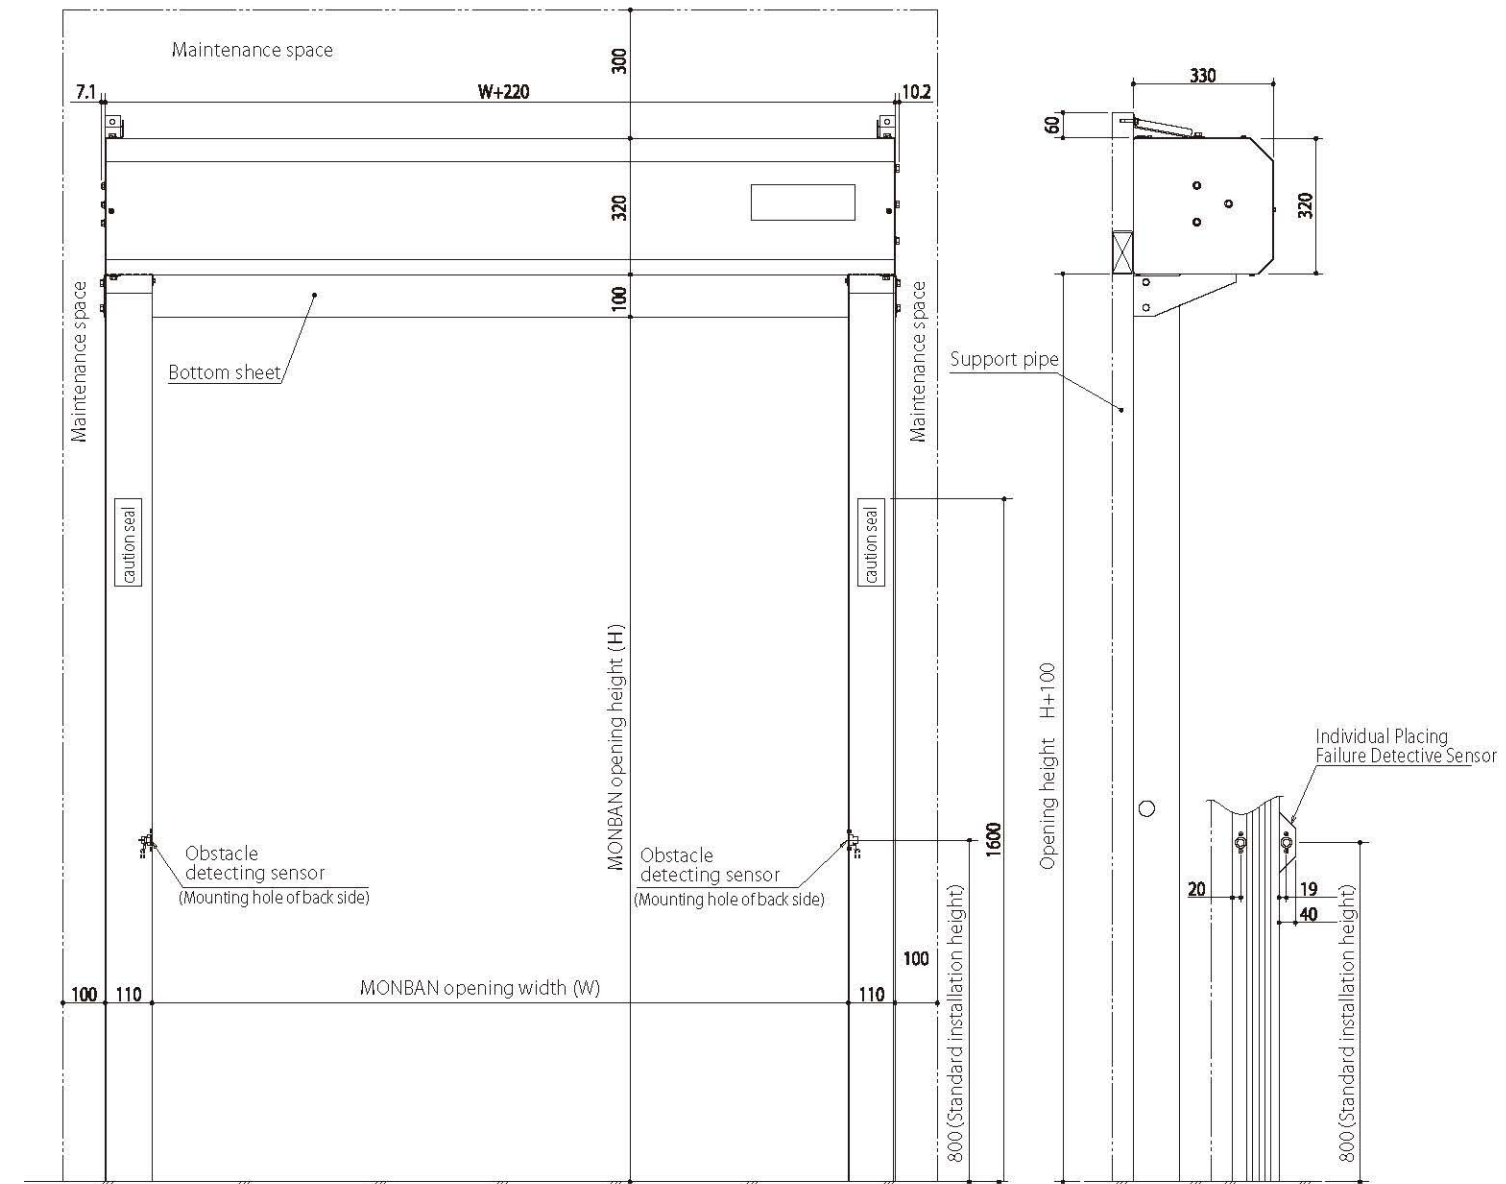 Maintenance space
300
7.1
W+220
10.2
320
100
Maintenance space
Maintenance space
Bottom sheet
caution seal
caution seal
MONBAN opening height (H)
Obstacle
detecting sensor
(Mounting hole of back side)
Obstacle
detecting sensor
(Mounting hole of back side)
100
110
MONBAN opening width (W)
110
100
800 (Standard installation height)
1600
330
60
320
Support pipe
Opening height H+100
Individual Placing
Failure Detective Sensor
20
19
40
800 (Standard installation height)